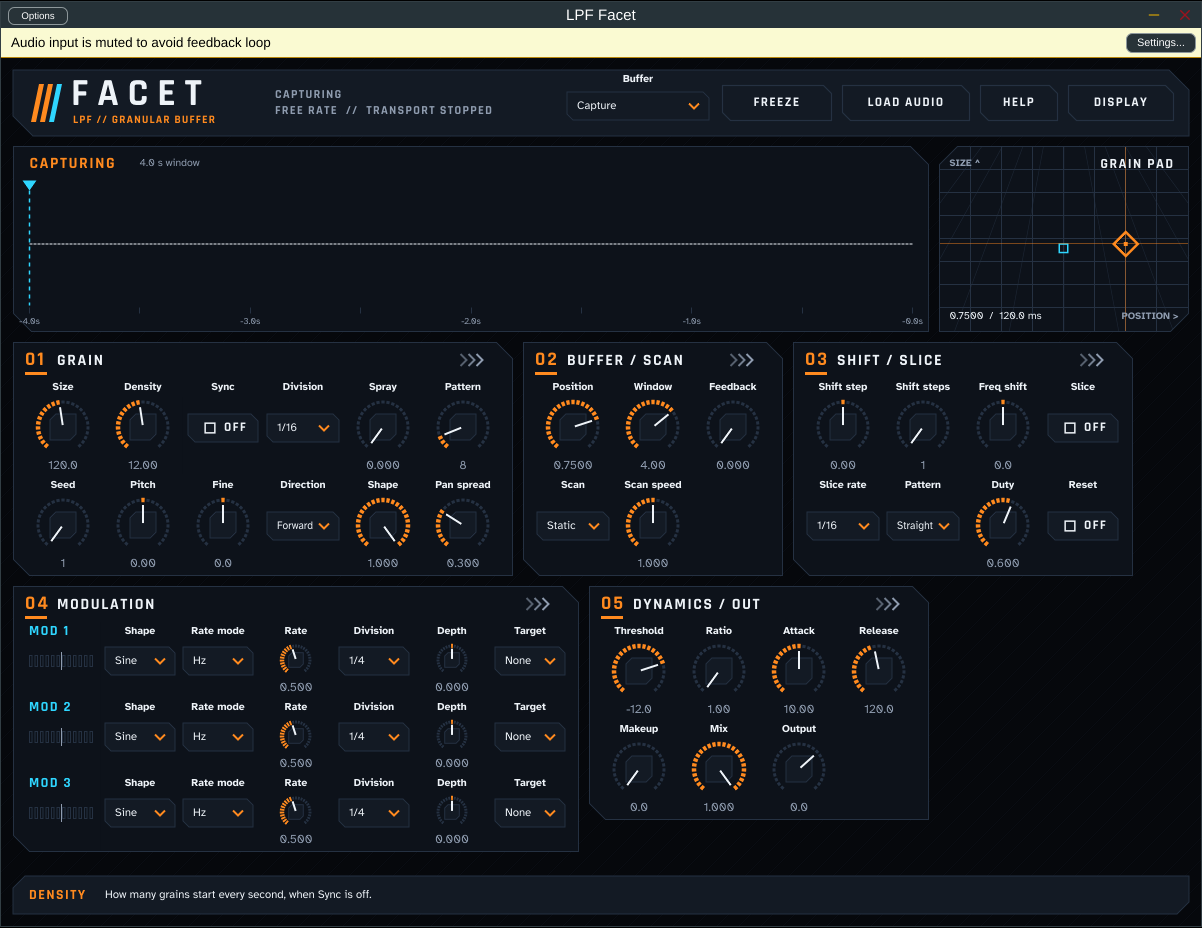 Options
LPF Facet
Audio input is muted to avoid feedback loop
Settings...
FACET
LPF // GRANULAR BUFFER
CAPTURING
FREE RATE // TRANSPORT STOPPED
Buffer
Capture
FREEZE
LOAD AUDIO
HELP
DISPLAY
CAPTURING
4.0 s window
-4.0s
-3.0s
-2.0s
-1.0s
-0.0s
SIZE ^
GRAIN PAD
0.7500 / 120.0 ms
POSITION >
01 GRAIN
Size Density Sync Division Spray Pattern
OFF 1/16
120.0 12.00 0.000 8
Seed Pitch Fine Direction Shape Pan spread
Forward
1 0.00 0.0 1.000 0.300
02 BUFFER / SCAN
Position Window Feedback
0.7500 4.00 0.000
Scan Scan speed
Static
1.000
03 SHIFT / SLICE
Shift step Shift steps Freq shift Slice
OFF
0.00 1 0.0
Slice rate Pattern Duty Reset
1/16 Straight OFF
0.600
04 MODULATION
MOD 1 Shape Rate mode Rate Division Depth Target
Sine Hz 1/4 None
0.500 0.000
MOD 2 Shape Rate mode Rate Division Depth Target
Sine Hz 1/4 None
0.500 0.000
MOD 3 Shape Rate mode Rate Division Depth Target
Sine Hz 1/4 None
0.500 0.000
05 DYNAMICS / OUT
Threshold Ratio Attack Release
-12.0 1.00 10.00 120.0
Makeup Mix Output
0.0 1.000 0.0
DENSITY How many grains start every second, when Sync is off.